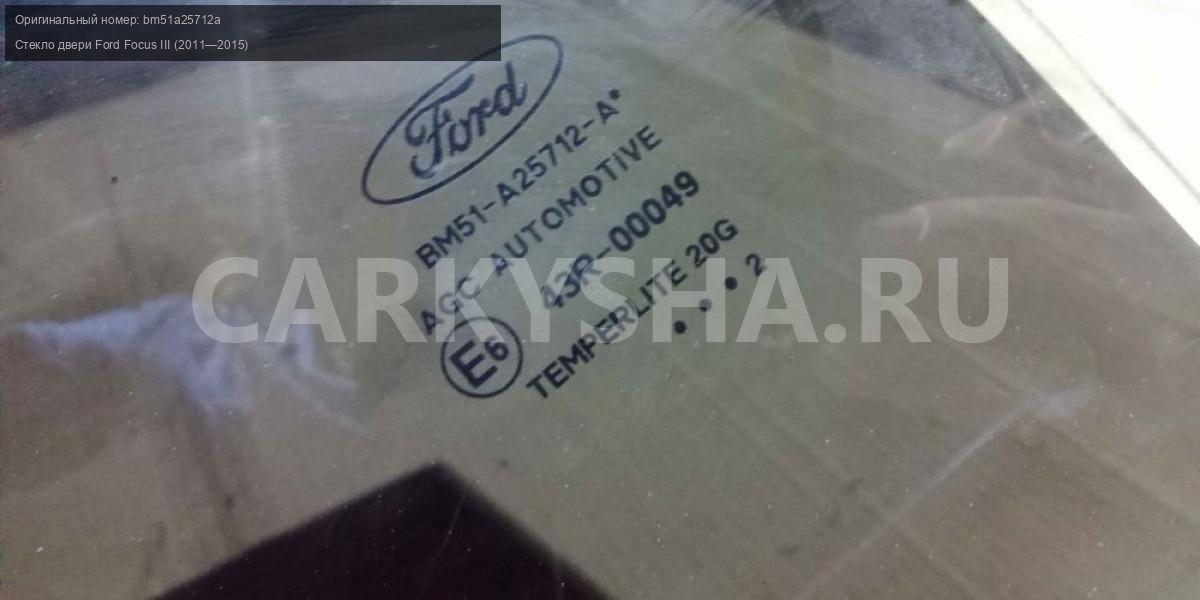 Оригинальный номер: bm51a25712a
Стекло двери Ford Focus III (2011—2015)
Ford
BM51-A25712-A
AGC AUTOMOTIVE
43R-00049
E6
TEMPERLITE 20G
. . . 2
CARKYSHA.RU